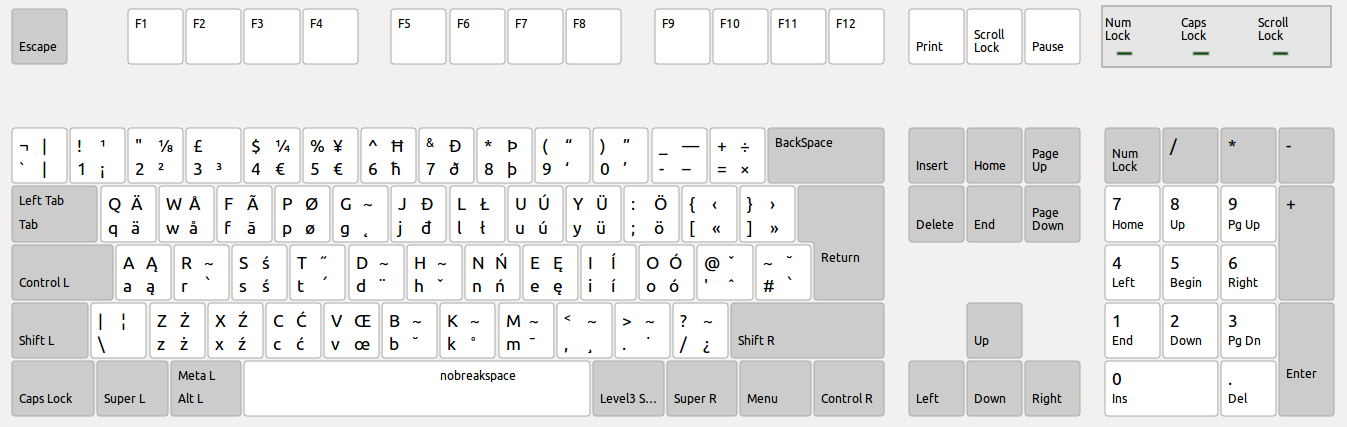 Escape F1 F2 F3 F4 F5 F6 F7 F8 F9 F10 F11 F12 Print Scroll Lock Pause Num Lock Caps Lock Scroll Lock
¬ | ! ¹ " ⅛ £ $ ¼ % ¥ ^ Ħ & Ð * Þ ( “ ) ” _ — + ÷ BackSpace
` | 1 ¡ 2 ² 3 ³ 4 € 5 € 6 ħ 7 ð 8 þ 9 ‘ 0 ’ - – = ×
Insert Home Page Up Num Lock / * -
Left Tab Q Ä W Å F Ã P Ø G ~ J Đ L Ł U Ú Y Ü : Ö { ‹ } ›
Tab q ä w å f ã p ø g ˛ j đ l ł u ú y ü ; ö [ « ] »
Return
Delete End Page Down 7 Home 8 Up 9 Pg Up +
A Ą R ~ S ś T ˝ D ~ H ~ N Ń E Ę I Í O Ó @ ˇ ~ ˘
Control L a ą r ` s ś t ´ d ¨ h ˇ n ń e ę i í o ó ' ^ # `
4 Left 5 Begin 6 Right
| ¦ Z Ż X Ź C Ć V Œ B ~ K ~ M ~ < ~ > ~ ? ~
Shift L \ z ż x ź c ć v œ b ˘ k ° m ¯ , ¸ . ˙ / ¿ Shift R
Up 1 End 2 Down 3 Pg Dn Enter
Meta L nobreakspace
Caps Lock Super L Alt L Level3 S... Super R Menu Control R
Left Down Right 0 Ins . Del